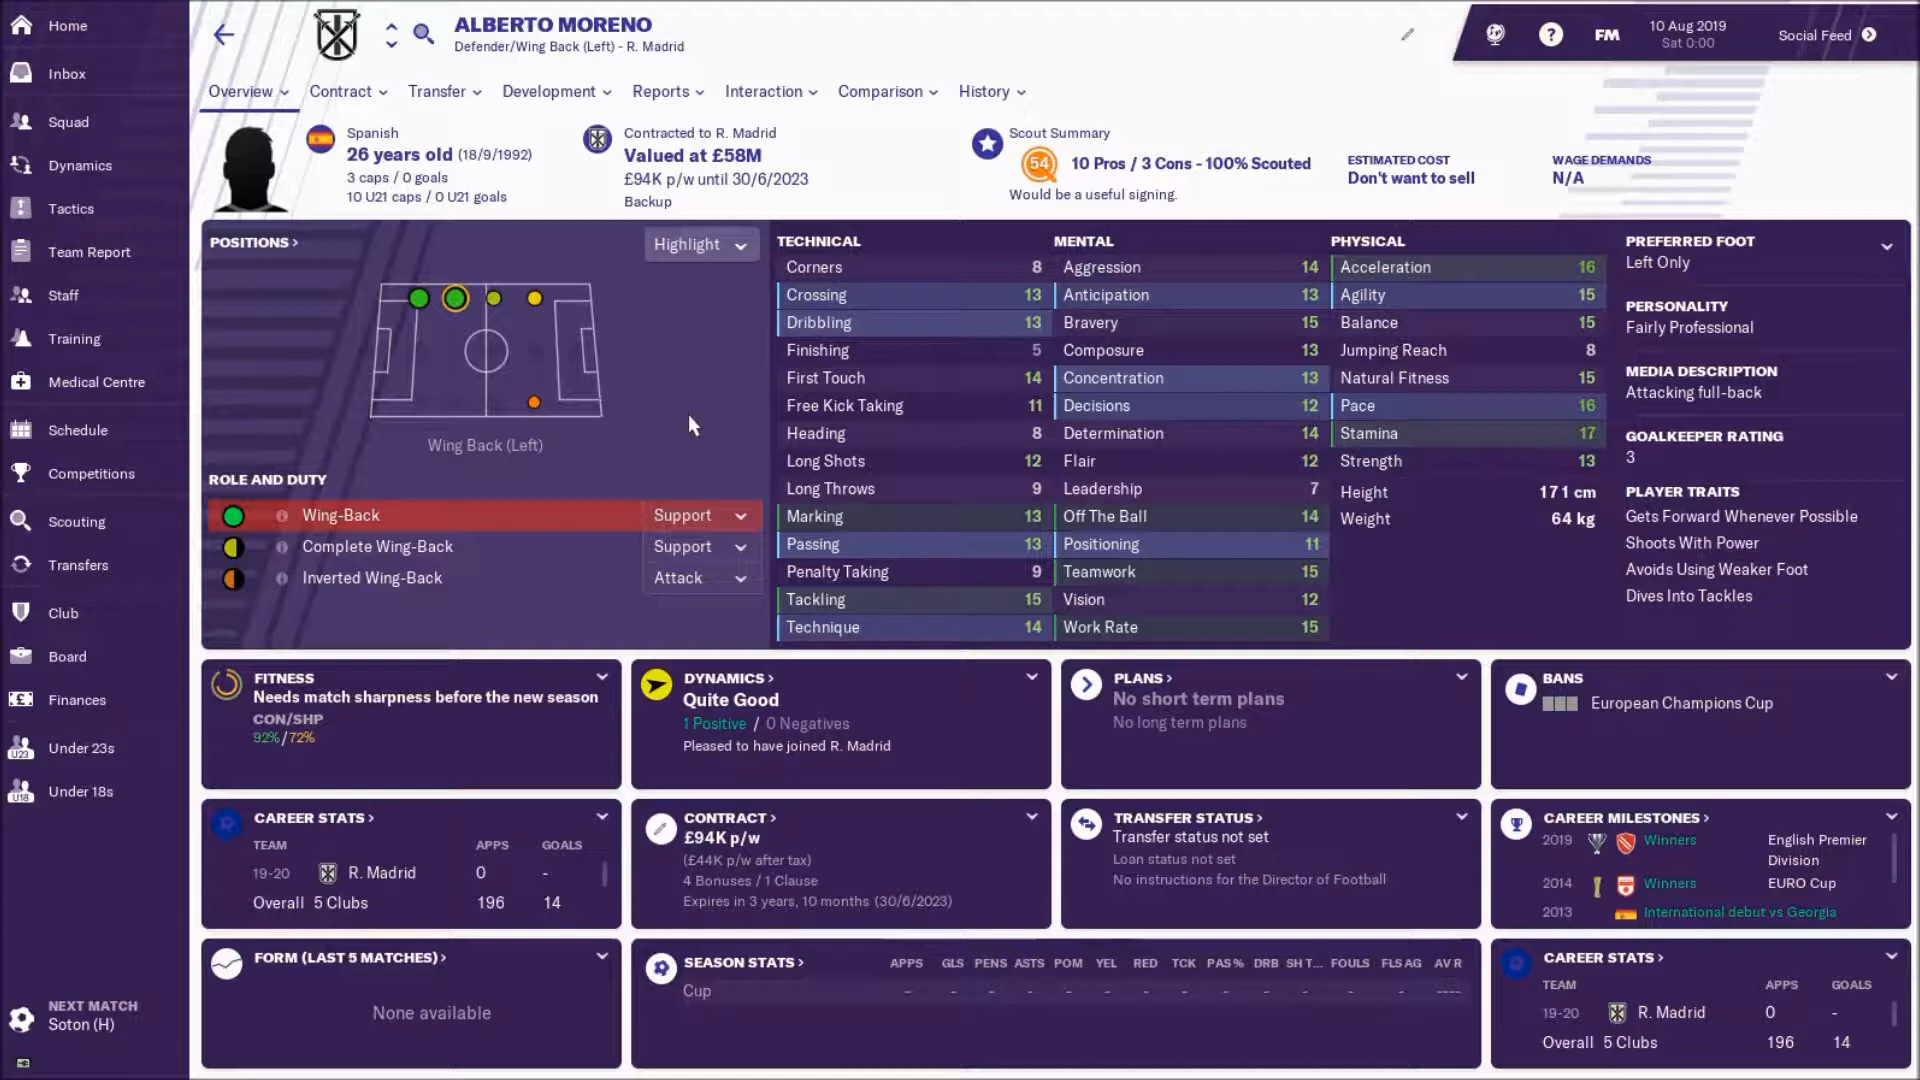 Home
Inbox
Squad
Dynamics
Tactics
Team Report
Staff
Training
Medical Centre
Schedule
Competitions
Scouting
Transfers
Club
Board
Finances
U23
Under 23s
U18
Under 18s
NEXT MATCH
Soton (H)
ALBERTO MORENO
Defender/Wing Back (Left) - R. Madrid
? FM
10 Aug 2019
Sat 0:00
Social Feed
Overview Contract Transfer Development Reports Interaction Comparison History
Spanish
26 years old (18/9/1992)
3 caps / 0 goals
10 U21 caps / 0 U21 goals
Contracted to R. Madrid
Valued at £58M
£94K p/w until 30/6/2023
Backup
Scout Summary
54 10 Pros / 3 Cons - 100% Scouted
Would be a useful signing.
ESTIMATED COST
Don't want to sell
WAGE DEMANDS
N/A
POSITIONS
Highlight
Wing Back (Left)
ROLE AND DUTY
Wing-Back Support
Complete Wing-Back Support
Inverted Wing-Back Attack
TECHNICAL
Corners 8
Crossing 13
Dribbling 13
Finishing 5
First Touch 14
Free Kick Taking 11
Heading 8
Long Shots 12
Long Throws 9
Marking 13
Passing 13
Penalty Taking 9
Tackling 15
Technique 14
MENTAL
Aggression 14
Anticipation 13
Bravery 15
Composure 13
Concentration 13
Decisions 12
Determination 14
Flair 12
Leadership 7
Off The Ball 14
Positioning 11
Teamwork 15
Vision 12
Work Rate 15
PHYSICAL
Acceleration 16
Agility 15
Balance 15
Jumping Reach 8
Natural Fitness 15
Pace 16
Stamina 17
Strength 13
Height 171 cm
Weight 64 kg
PREFERRED FOOT
Left Only
PERSONALITY
Fairly Professional
MEDIA DESCRIPTION
Attacking full-back
GOALKEEPER RATING
3
PLAYER TRAITS
Gets Forward Whenever Possible
Shoots With Power
Avoids Using Weaker Foot
Dives Into Tackles
FITNESS
Needs match sharpness before the new season
CON/SHP
92%/72%
DYNAMICS
Quite Good
1 Positive / 0 Negatives
Pleased to have joined R. Madrid
PLANS
No short term plans
No long term plans
BANS
European Champions Cup
CAREER STATS
TEAM APPS GOALS
19-20 R. Madrid 0 -
Overall 5 Clubs 196 14
CONTRACT
£94K p/w
(£44K p/w after tax)
4 Bonuses / 1 Clause
Expires in 3 years, 10 months (30/6/2023)
TRANSFER STATUS
Transfer status not set
Loan status not set
No instructions for the Director of Football
CAREER MILESTONES
2019 Winners English Premier
Division
2014 Winners EURO Cup
2013 International debut vs Georgia
FORM (LAST 5 MATCHES)
None available
SEASON STATS APPS GLS PENS ASTS POM YEL RED TCK PAS% DRB SH T... FOULS FLS AG AV R
Cup - - - - - - - - - - - - - ----
CAREER STATS
TEAM APPS GOALS
19-20 R. Madrid 0 -
Overall 5 Clubs 196 14